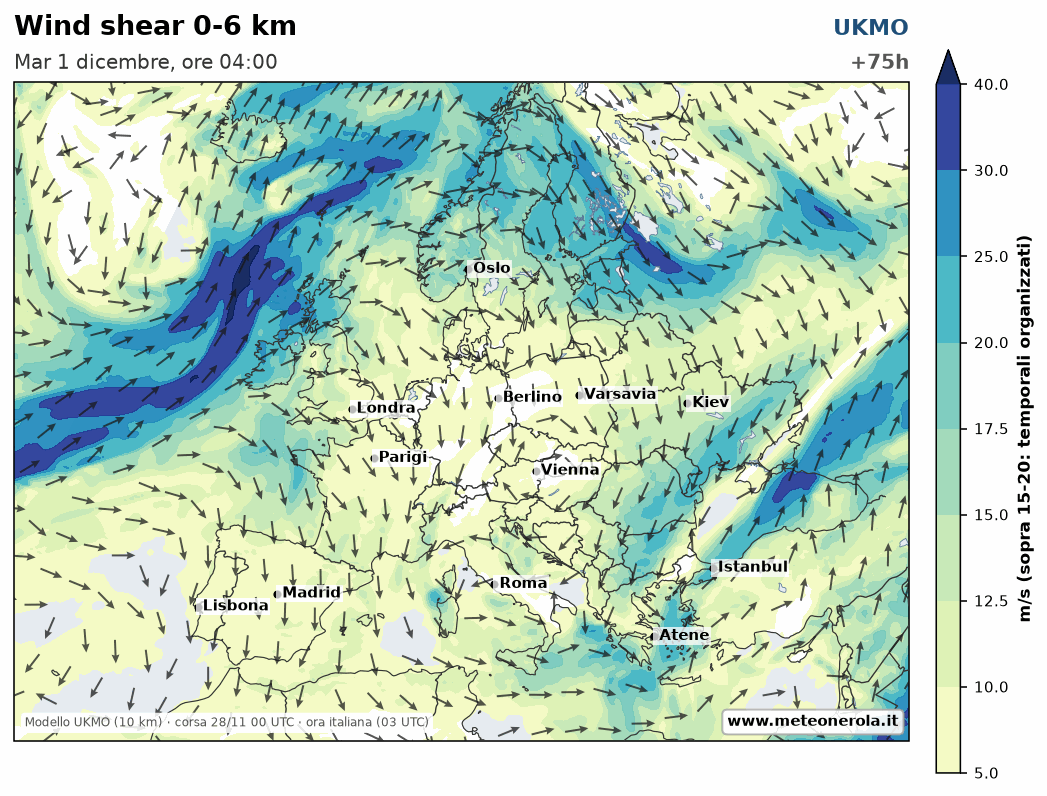 Wind shear 0-6 km
UKMO
Mar 1 dicembre, ore 04:00
+75h
40.0
30.0
25.0
20.0
17.5
15.0
12.5
10.0
5.0
m/s (sopra 15-20: temporali organizzati)
Oslo
Berlino
Varsavia
Kiev
Londra
Parigi
Vienna
Istanbul
Roma
Madrid
Lisbona
Atene
Modello UKMO (10 km) · corsa 28/11 00 UTC · ora italiana (03 UTC)
www.meteonerola.it